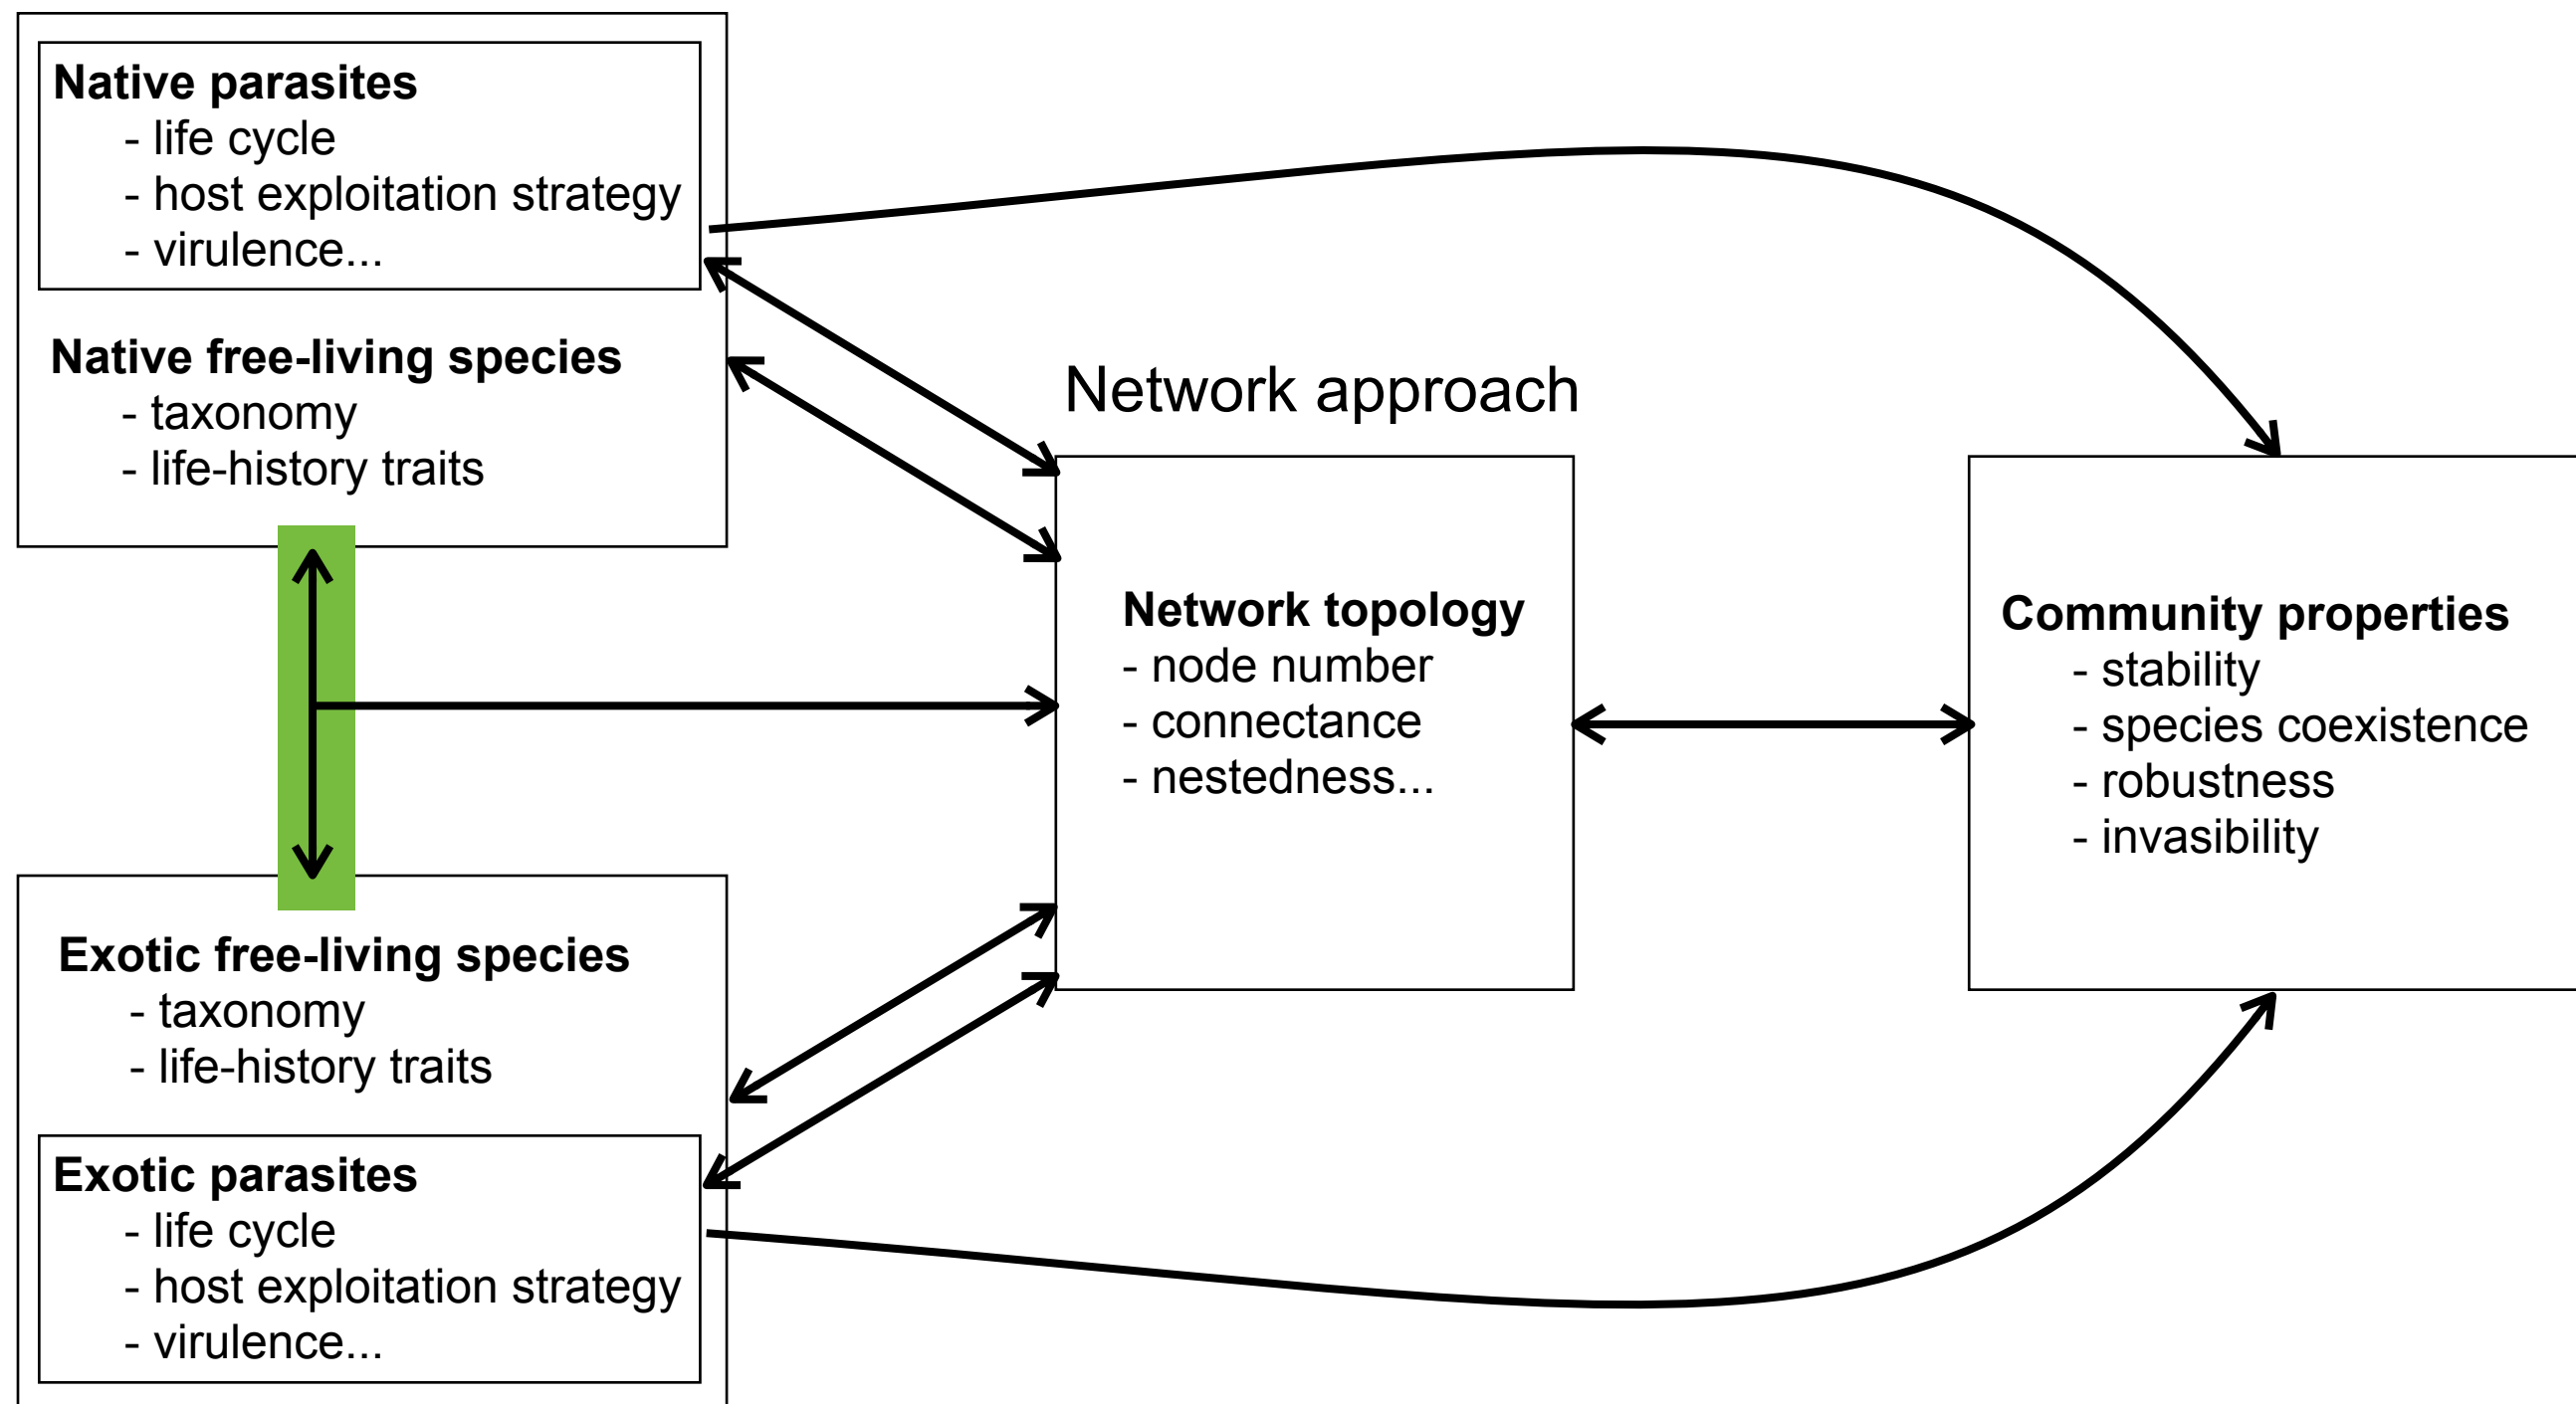 Native parasites
- life cycle
- host exploitation strategy
- virulence...
Native free-living species
- taxonomy
- life-history traits
Exotic free-living species
- taxonomy
- life-history traits
Exotic parasites
- life cycle
- host exploitation strategy
- virulence...
Network approach
Network topology
- node number
- connectance
- nestedness...
Community properties
- stability
- species coexistence
- robustness
- invasibility